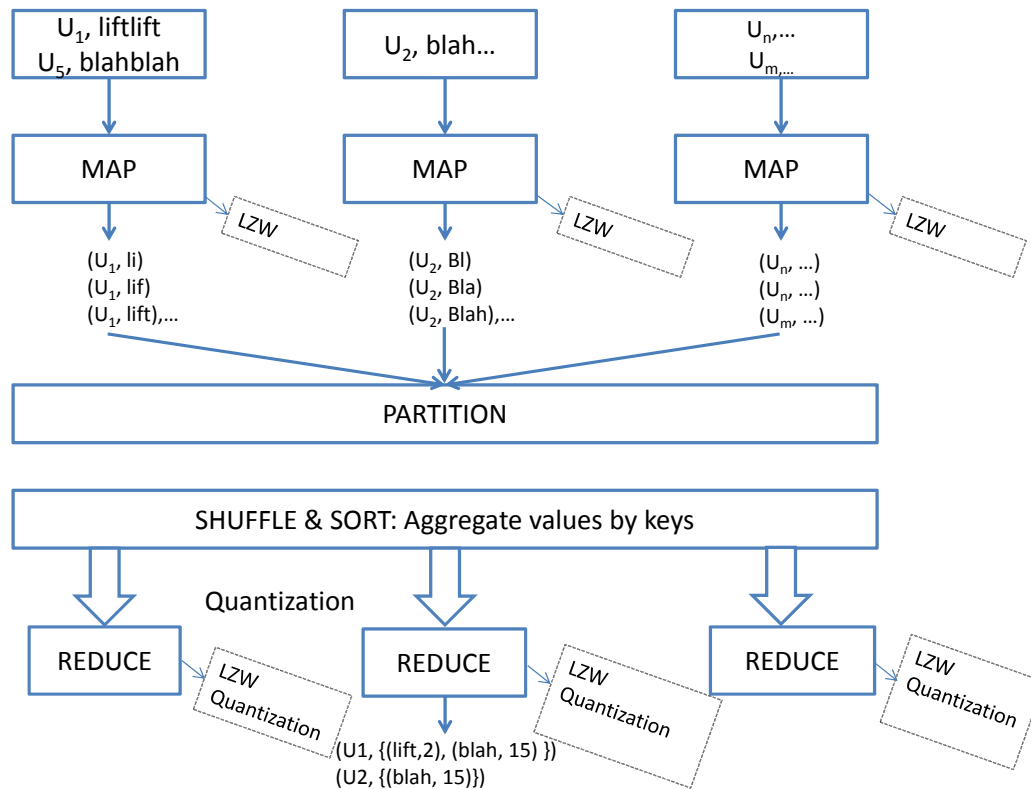 U₁, liftlift
U₅, blahblah
U₂, blah...
Uₙ,...
Uₘ,...
MAP
MAP
MAP
LZW
LZW
LZW
(U₁, li)
(U₁, lif)
(U₁, lift),...
(U₂, Bl)
(U₂, Bla)
(U₂, Blah),...
(Uₙ, ...)
(Uₙ, ...)
(Uₘ, ...)
PARTITION
SHUFFLE & SORT: Aggregate values by keys
Quantization
REDUCE
REDUCE
REDUCE
LZW
Quantization
LZW
Quantization
LZW
Quantization
(U1, {(lift,2), (blah, 15) })
(U2, {(blah, 15)})